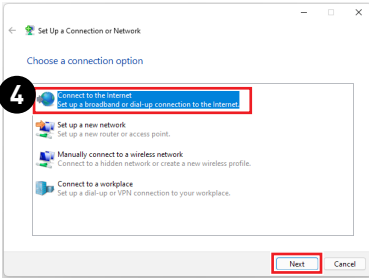 Set Up a Connection or Network
Choose a connection option
4
Connect to the Internet
Set up a broadband or dial-up connection to the Internet.
Set up a new network
Set up a new router or access point.
Manually connect to a wireless network
Connect to a hidden network or create a new wireless profile.
Connect to a workplace
Set up a dial-up or VPN connection to your workplace.
Next Cancel